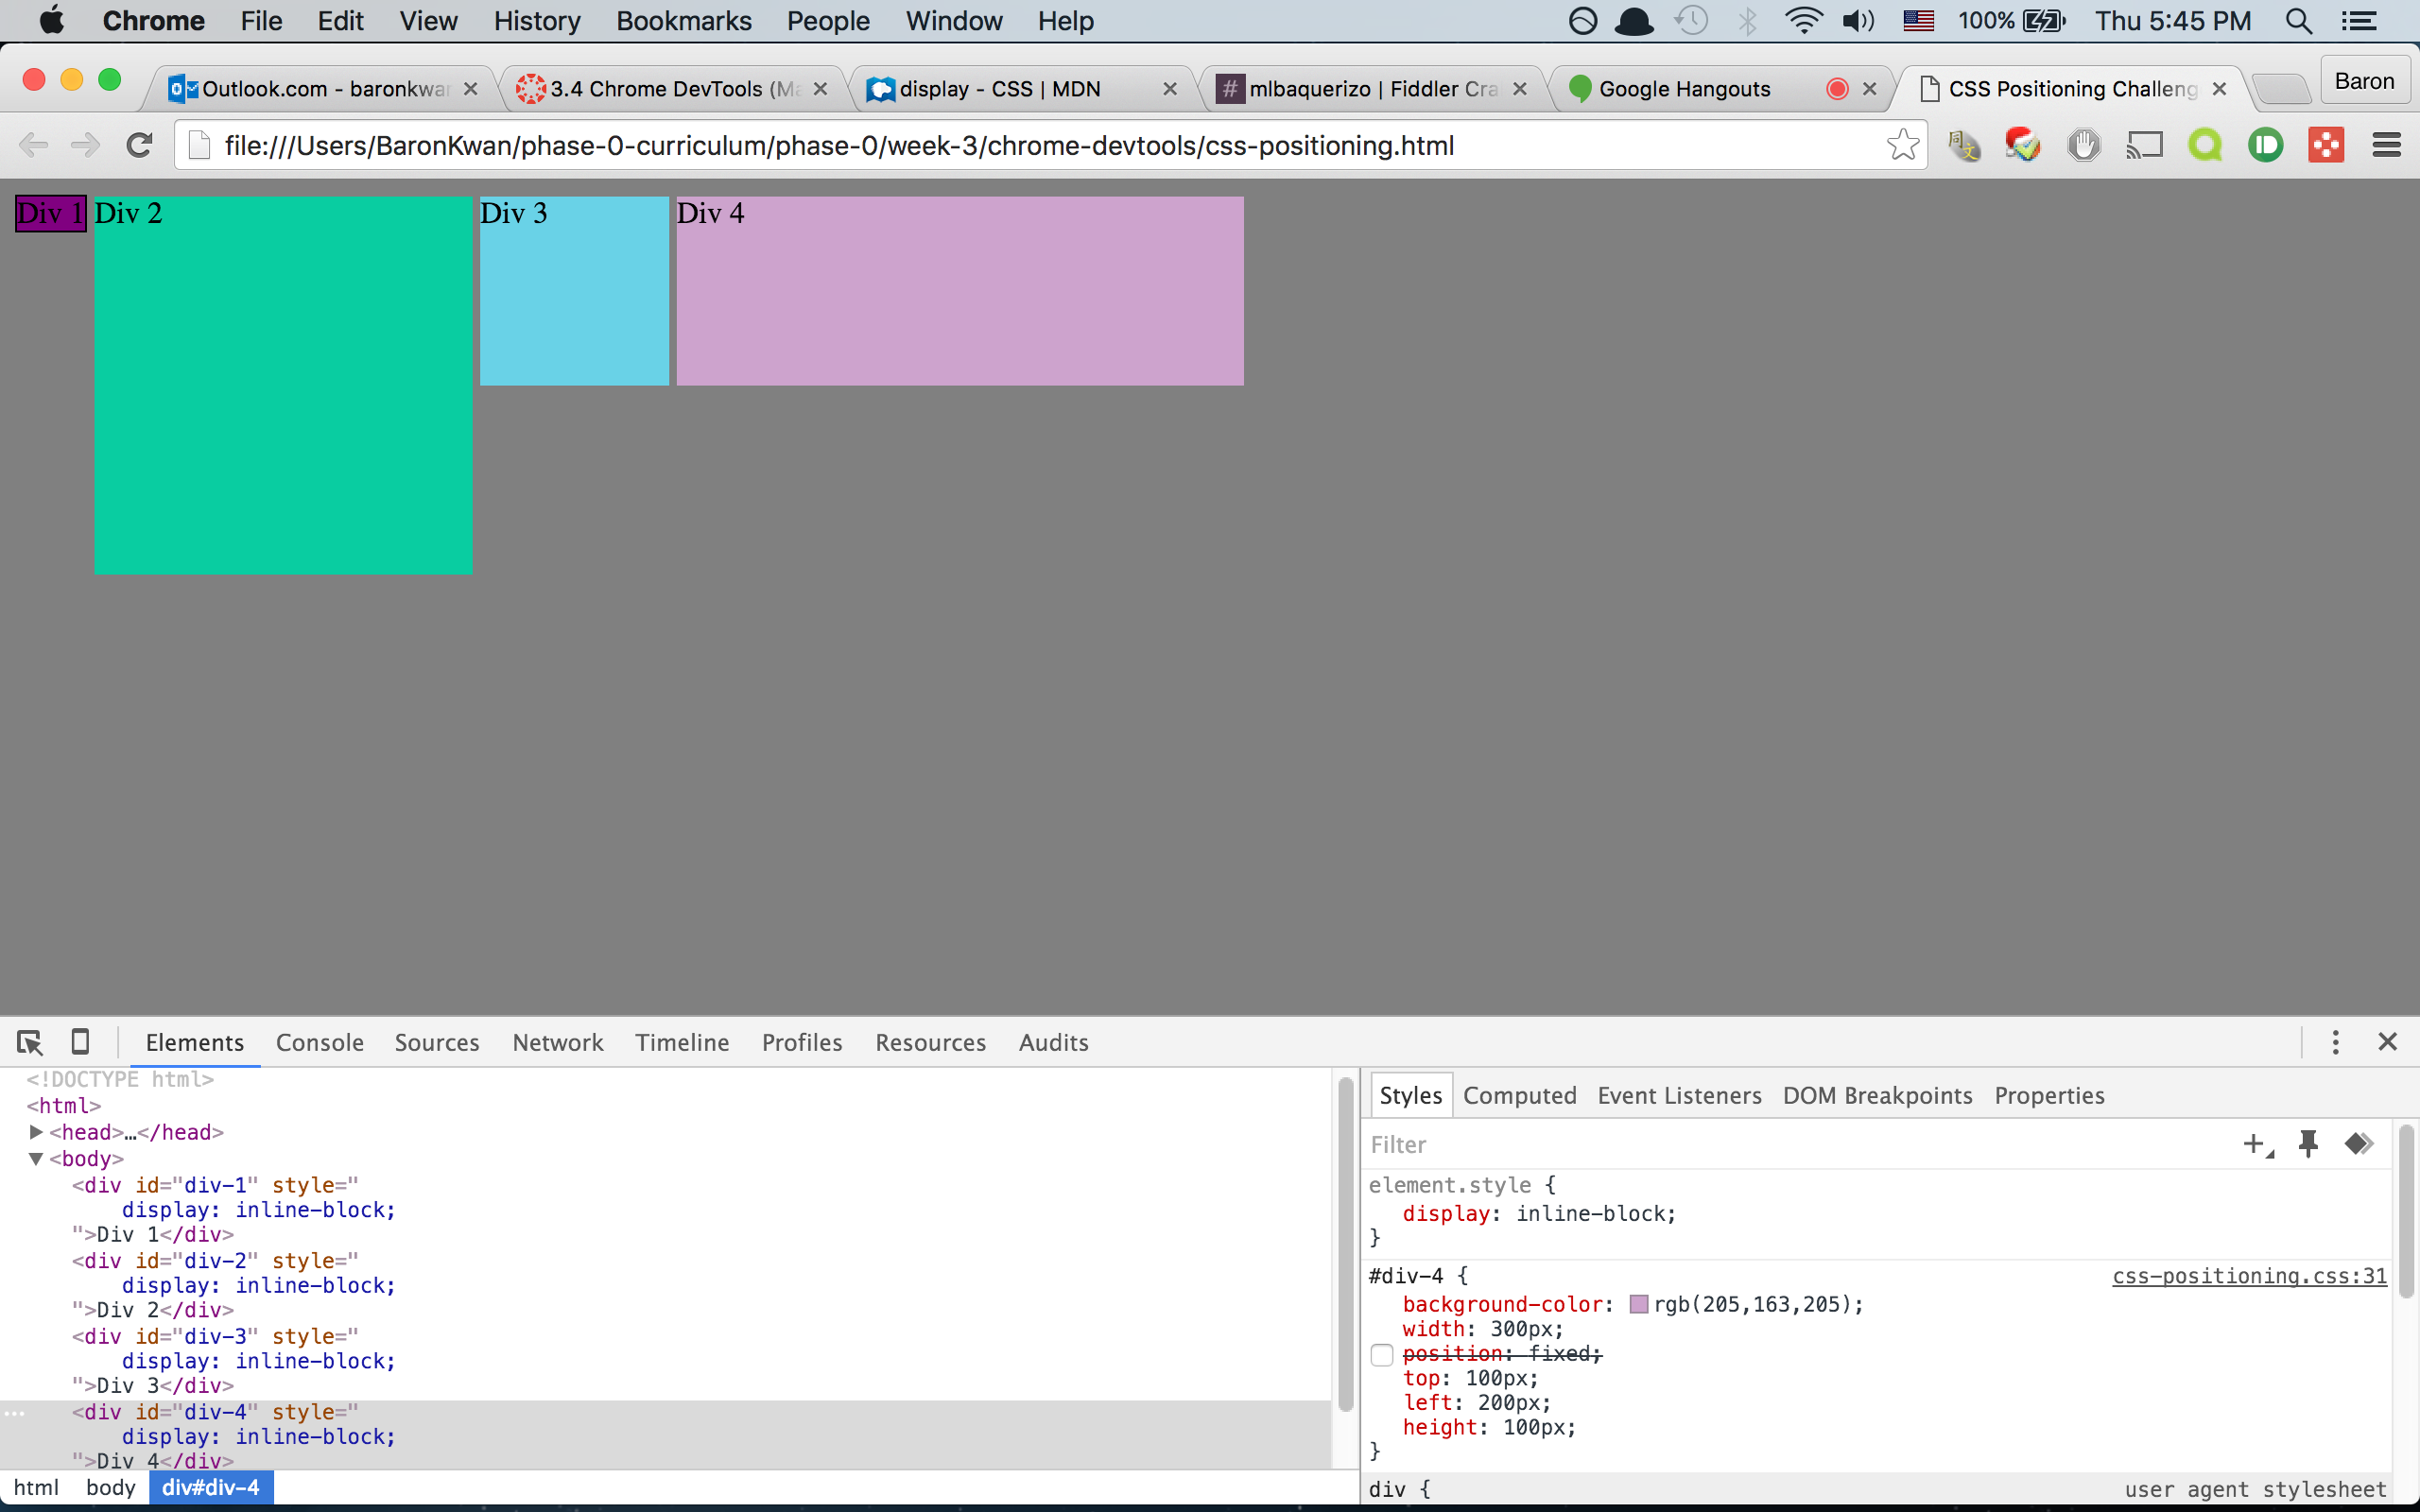 Chrome File Edit View History Bookmarks People Window Help 100% Thu 5:45 PM
Outlook.com - baronkwar 3.4 Chrome DevTools (Ma display - CSS | MDN # mlbaquerizo | Fiddler Cra Google Hangouts CSS Positioning Challeng Baron
file:///Users/BaronKwan/phase-0-curriculum/phase-0/week-3/chrome-devtools/css-positioning.html
Div 1 Div 2 Div 3 Div 4
Elements Console Sources Network Timeline Profiles Resources Audits
<!DOCTYPE html>
<html>
<head>…</head>
<body>
<div id="div-1" style="
display: inline-block;
">Div 1</div>
<div id="div-2" style="
display: inline-block;
">Div 2</div>
<div id="div-3" style="
display: inline-block;
">Div 3</div>
<div id="div-4" style="
display: inline-block;
">Div 4</div>
html body div#div-4
Styles Computed Event Listeners DOM Breakpoints Properties
Filter
element.style {
display: inline-block;
}
#div-4 { css-positioning.css:31
background-color: rgb(205,163,205);
width: 300px;
position: fixed;
top: 100px;
left: 200px;
height: 100px;
}
div { user agent stylesheet